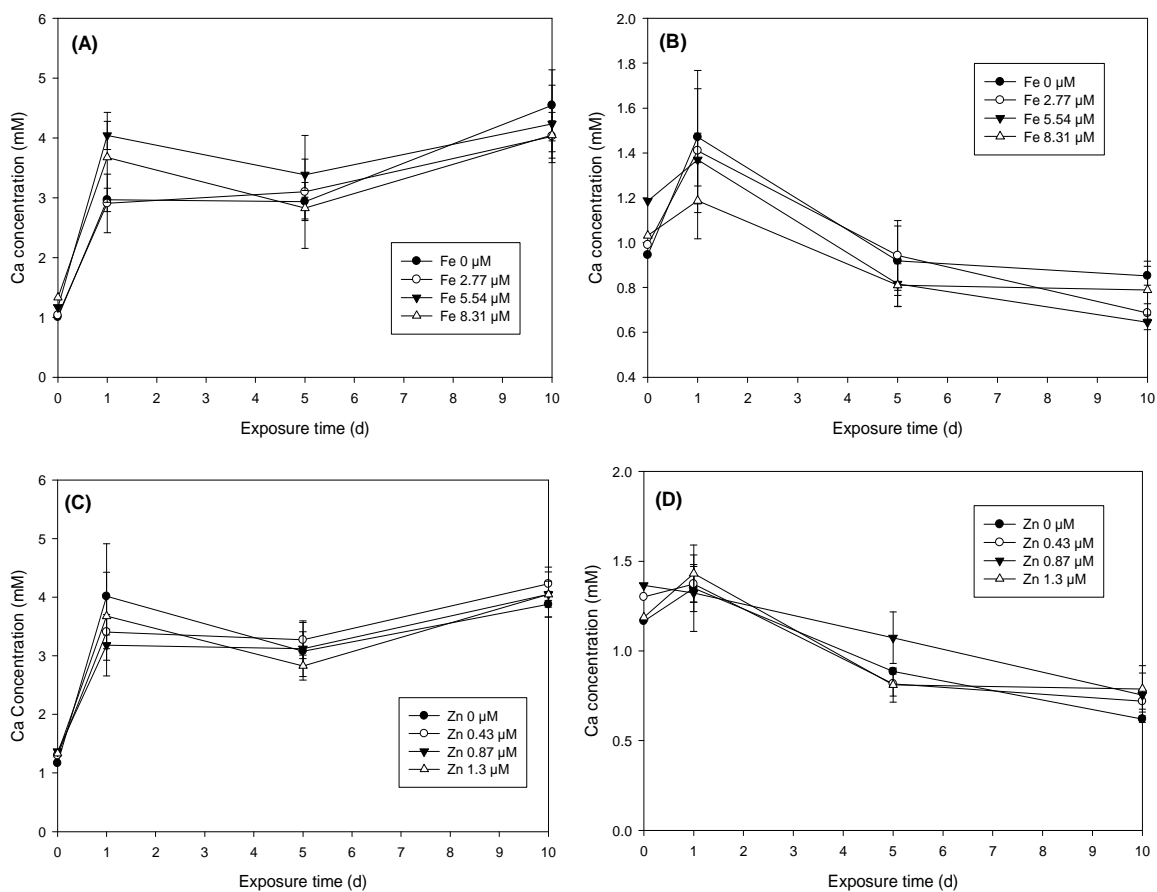 (A)
Ca concentration (mM)
6
5
4
3
2
1
0
Fe 0 µM
Fe 2.77 µM
Fe 5.54 µM
Fe 8.31 µM
0 1 2 3 4 5 6 7 8 9 10
Exposure time (d)
(B)
Ca concentration (mM)
2.0
1.8
1.6
1.4
1.2
1.0
0.8
0.6
0.4
Fe 0 µM
Fe 2.77 µM
Fe 5.54 µM
Fe 8.31 µM
0 1 2 3 4 5 6 7 8 9 10
Exposure time (d)
(C)
Ca Concentration (mM)
6
5
4
3
2
1
0
Zn 0 µM
Zn 0.43 µM
Zn 0.87 µM
Zn 1.3 µM
0 1 2 3 4 5 6 7 8 9 10
Exposure time (d)
(D)
Ca concentration (mM)
2.0
1.5
1.0
0.5
0.0
Zn 0 µM
Zn 0.43 µM
Zn 0.87 µM
Zn 1.3 µM
0 1 2 3 4 5 6 7 8 9 10
Exposure time (d)